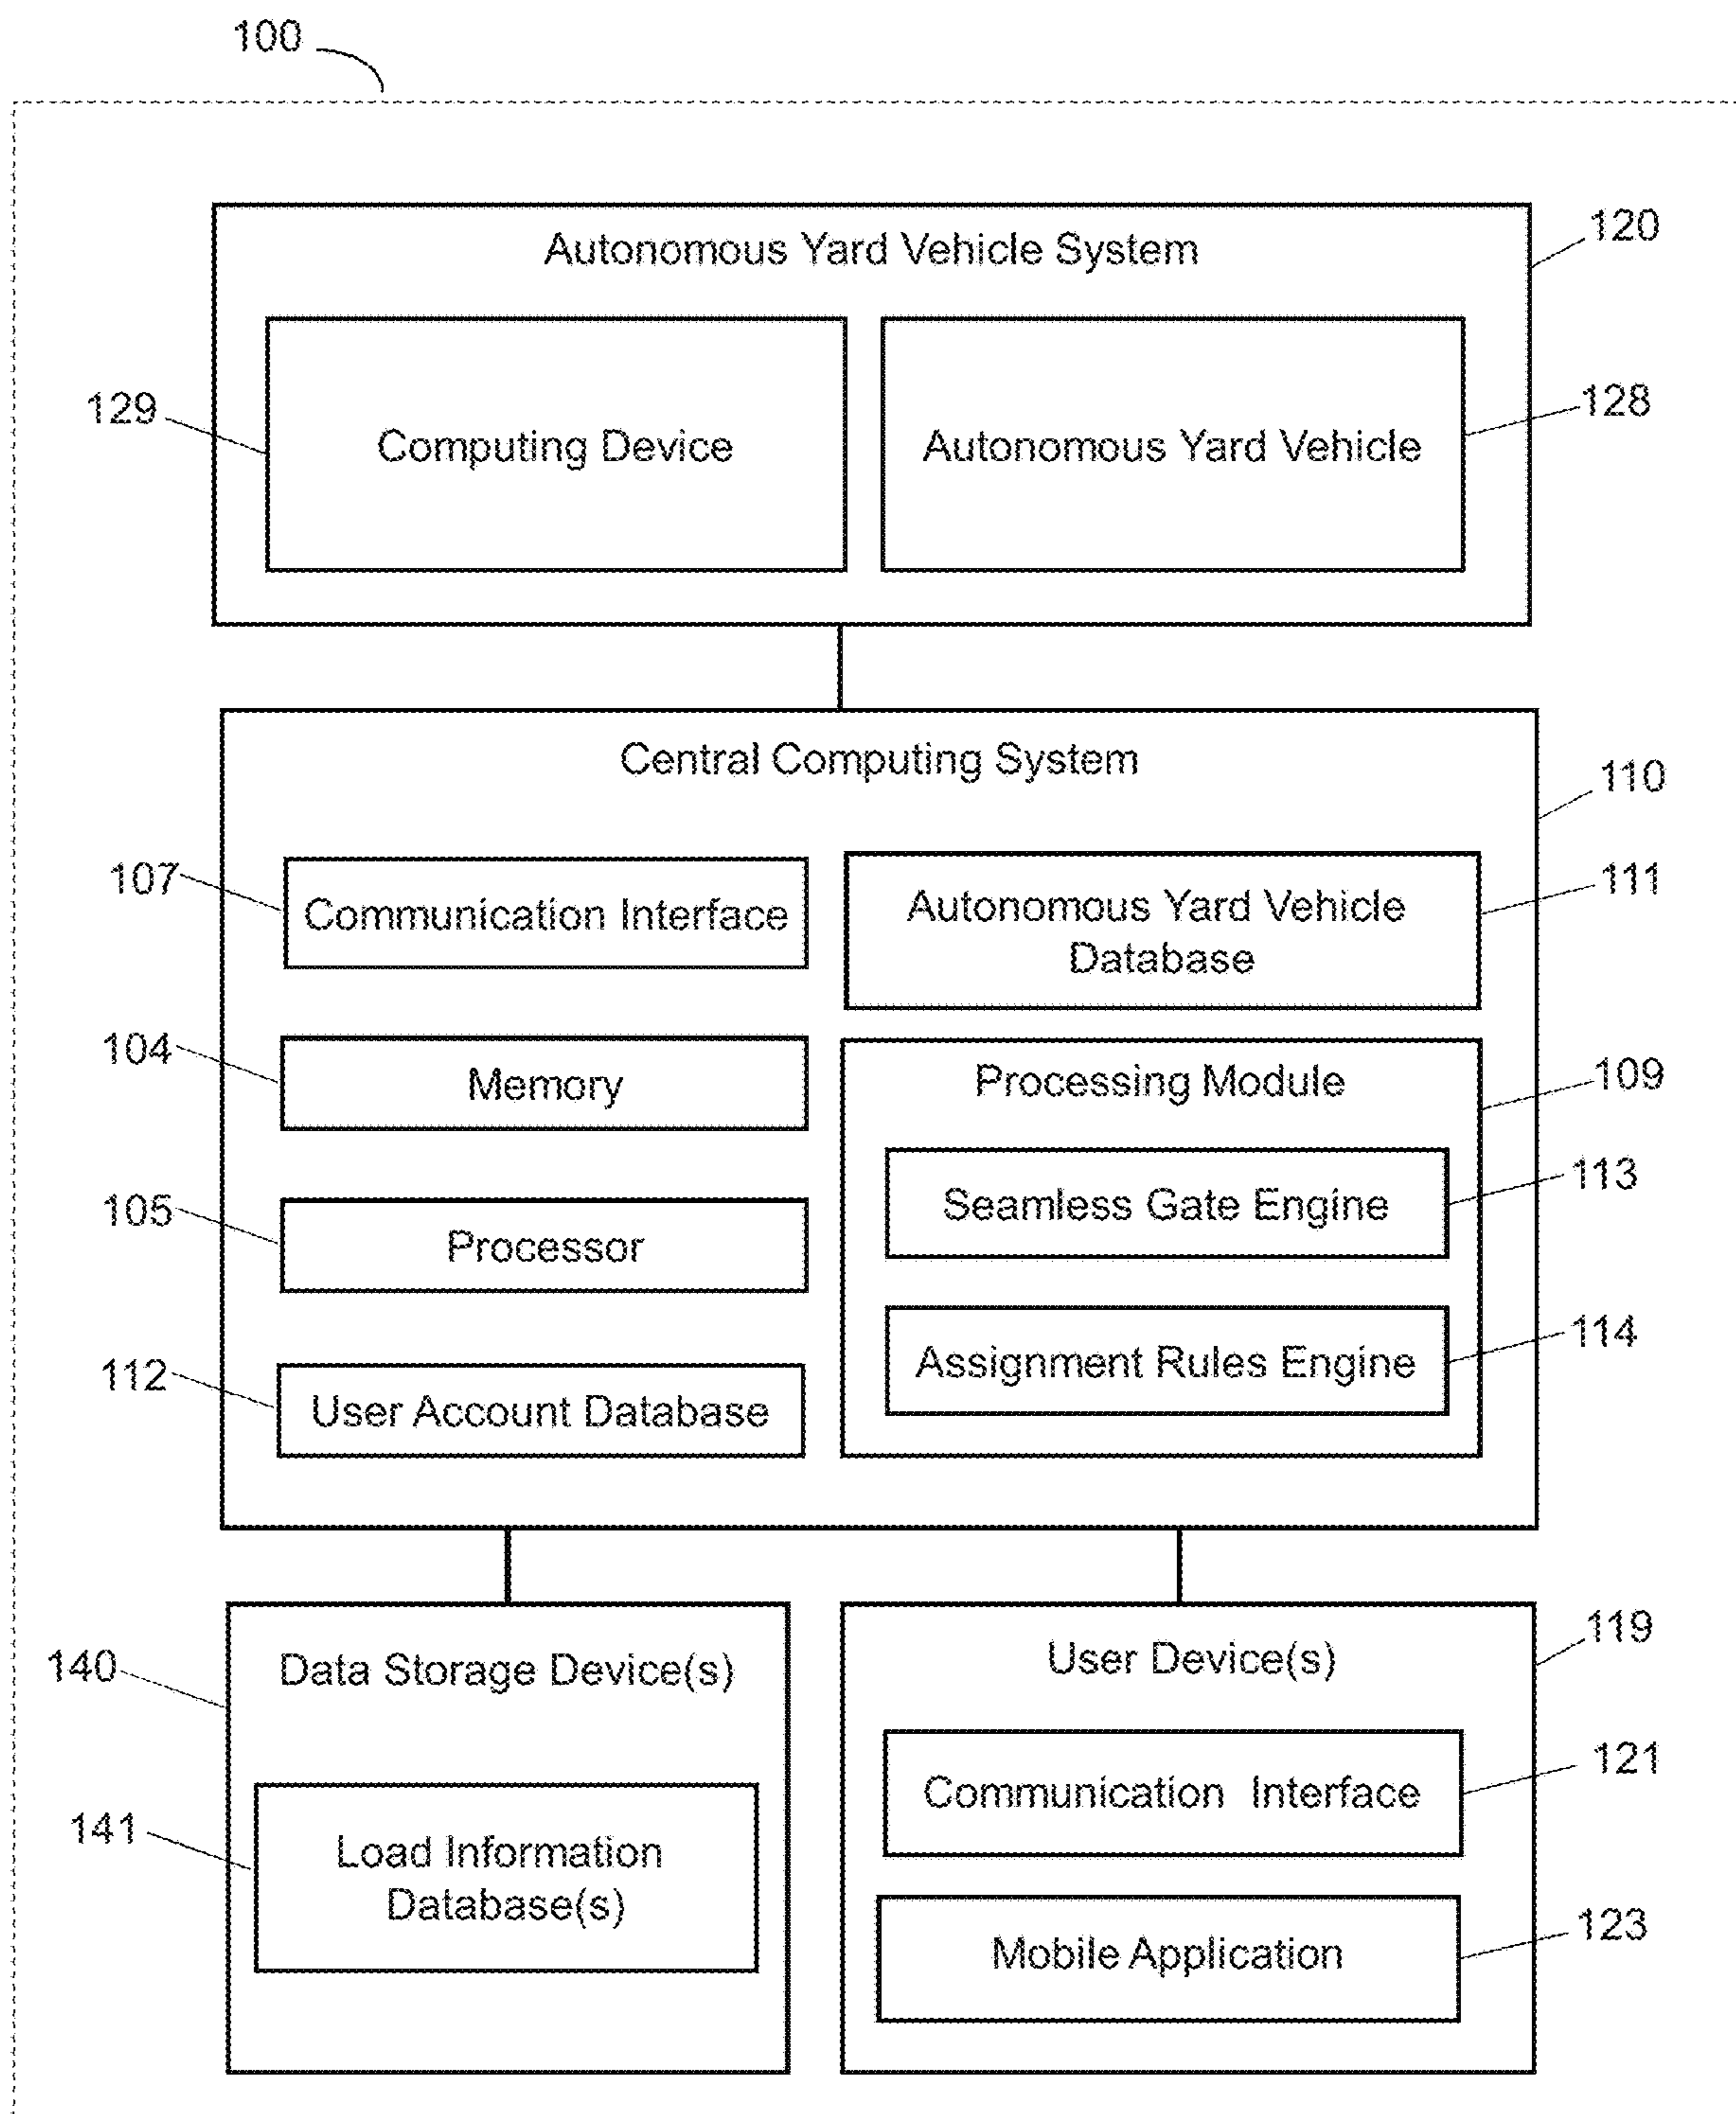 100
120
Autonomous Yard Vehicle System
129
Computing Device
128
Autonomous Yard Vehicle
Central Computing System
110
107
Communication Interface
111
Autonomous Yard Vehicle
Database
104
Memory
109
Processing Module
105
Processor
113
Seamless Gate Engine
112
User Account Database
114
Assignment Rules Engine
140
Data Storage Device(s)
141
Load Information
Database(s)
119
User Device(s)
121
Communication Interface
123
Mobile Application